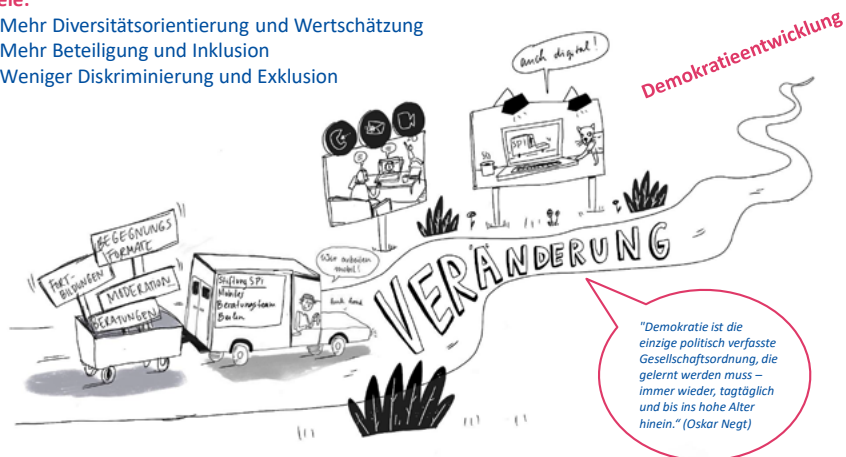 ele:
Mehr Diversitätsorientierung und Wertschätzung
Mehr Beteiligung und Inklusion
Weniger Diskriminierung und Exklusion
Demokratieentwicklung
auch digital!
SPI
BEGEGNUNGS
FORMATE
FORT-
BILDUNGEN
MODERATION
BERATUNGEN
Wir arbeiten
mobil!
Stiftung SPI
Mobiles
Beratungsteam
Berlin
VERÄNDERUNG
"Demokratie ist die
einzige politisch verfasste
Gesellschaftsordnung, die
gelernt werden muss –
immer wieder, tagtäglich
und bis ins hohe Alter
hinein.“ (Oskar Negt)